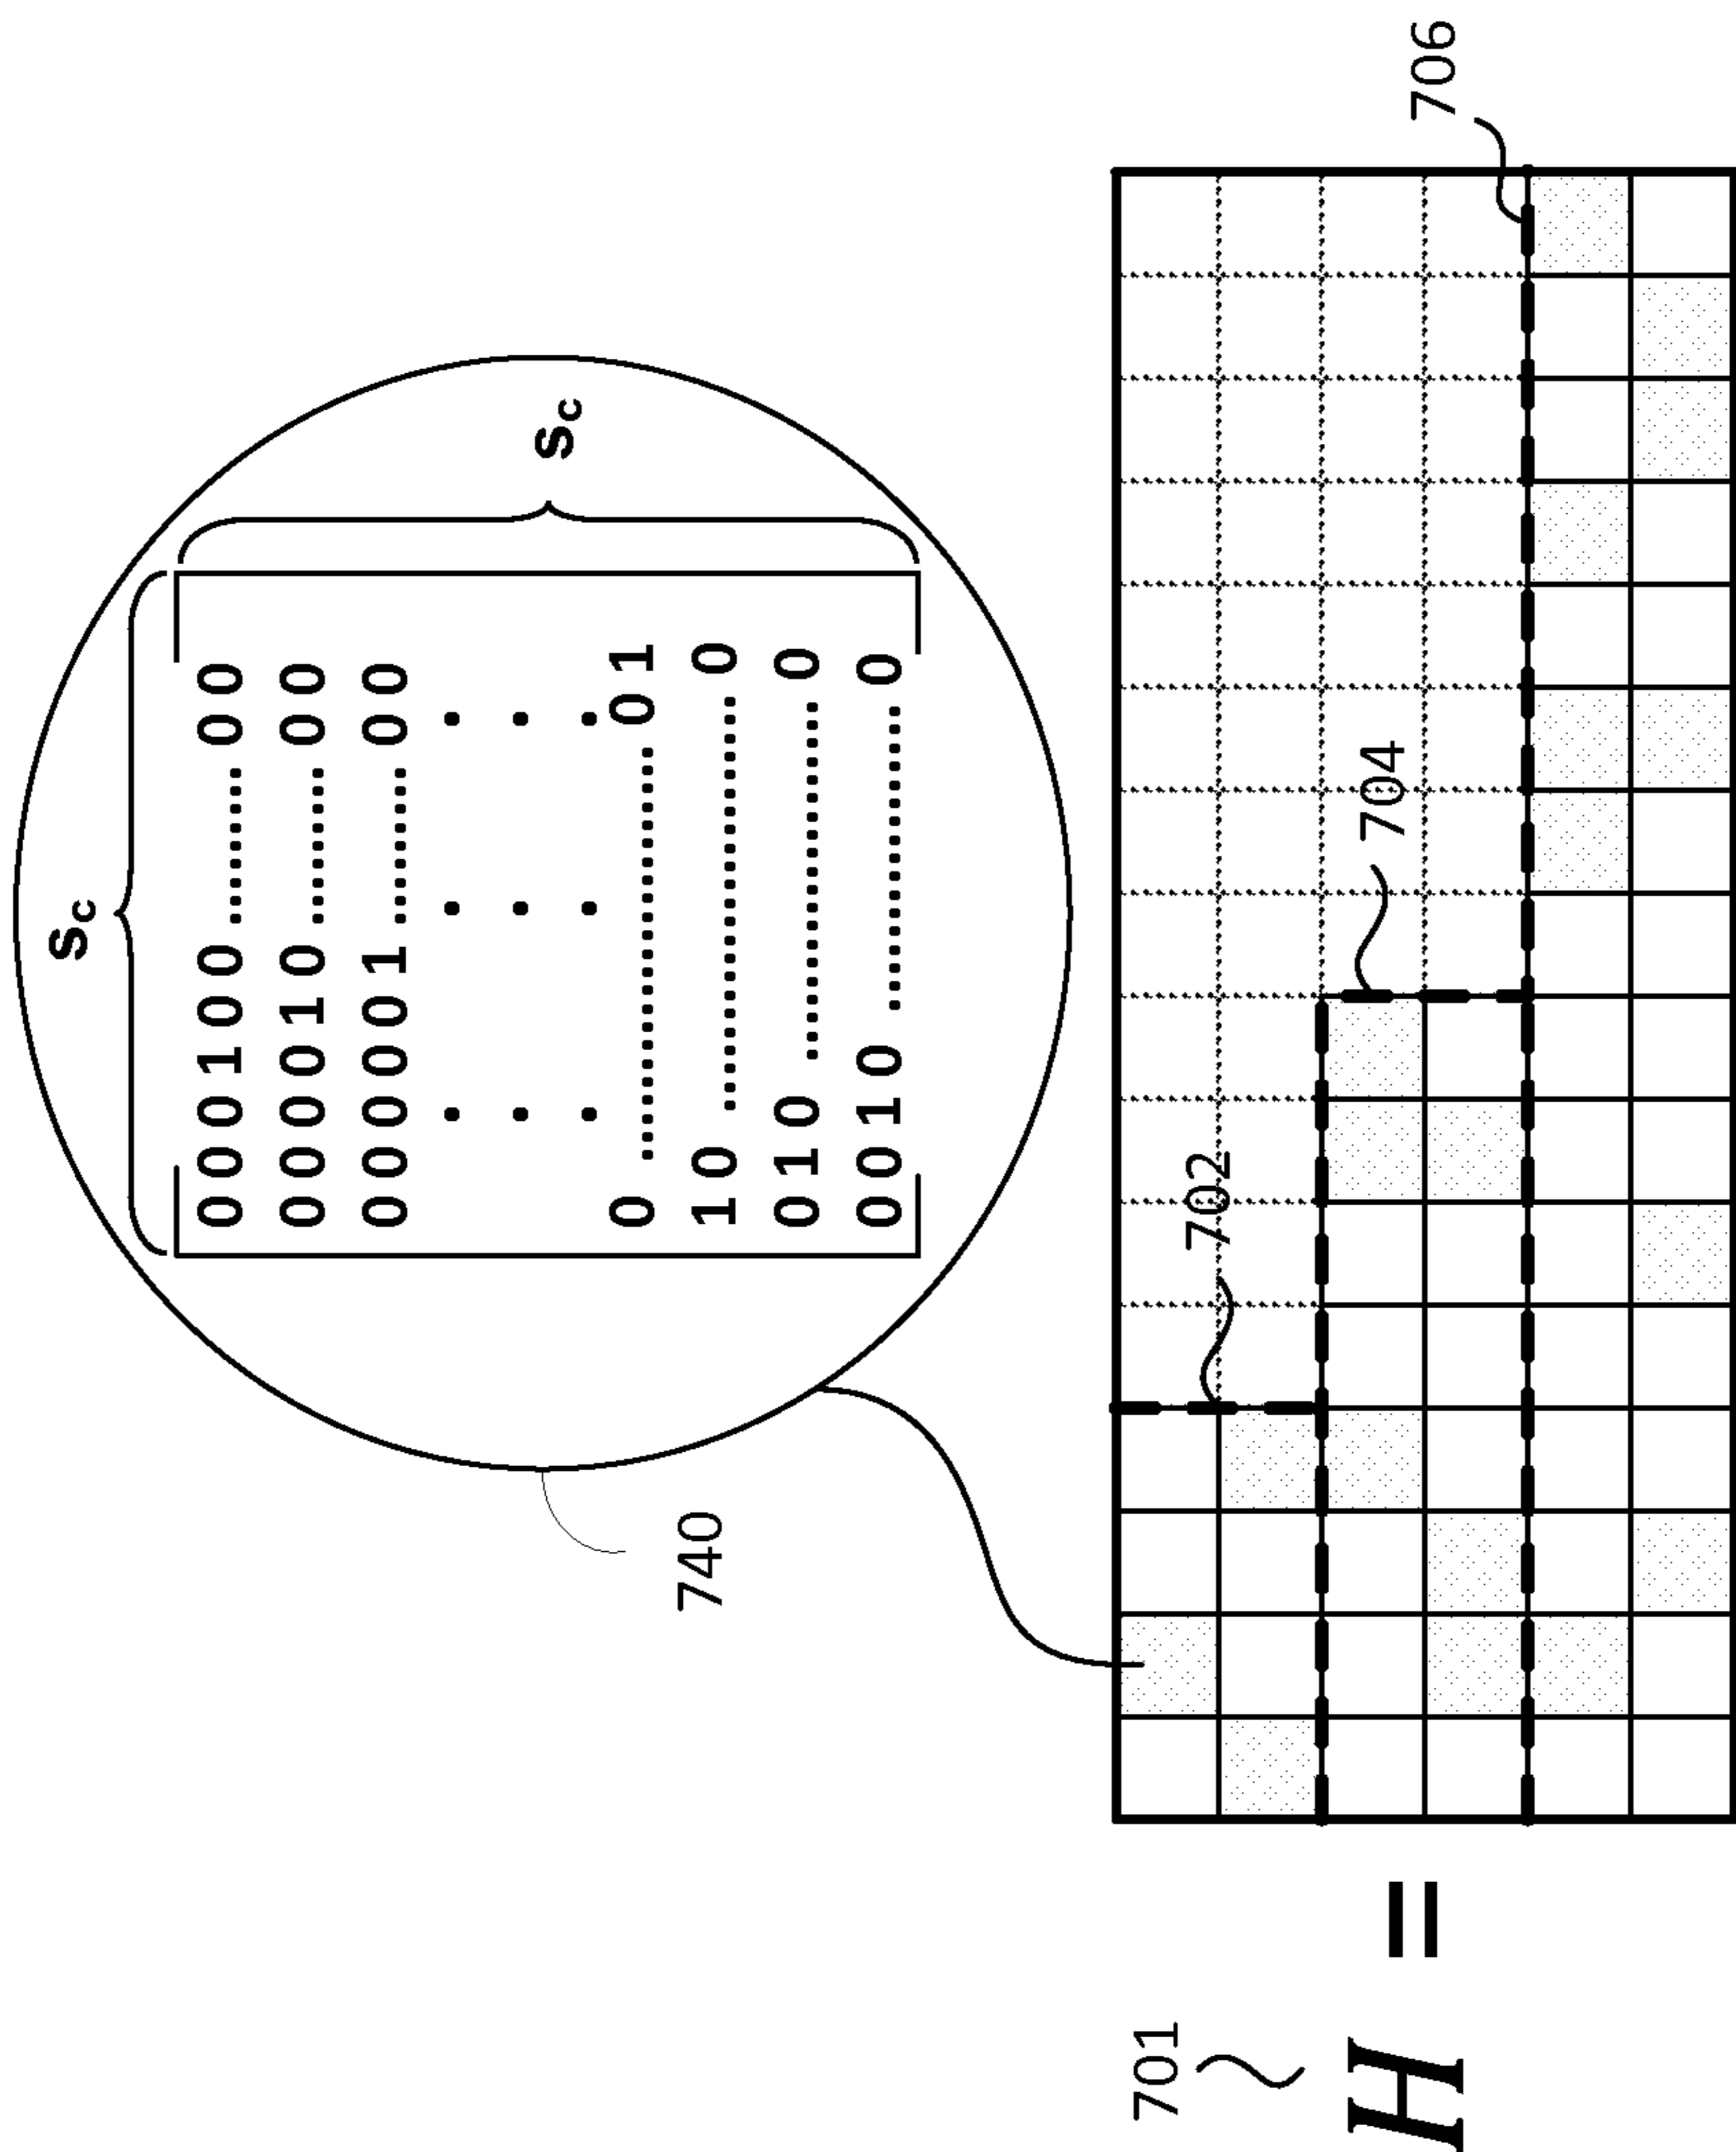 Sc
000100 .......... 00
000010 .......... 00
000001 .......... 00
. . .
. . .
. . .
0 ....................... 01
10 ....................... 0
010 .................... 0
0010 ................. 0
Sc
740
701
702
704
706
H =